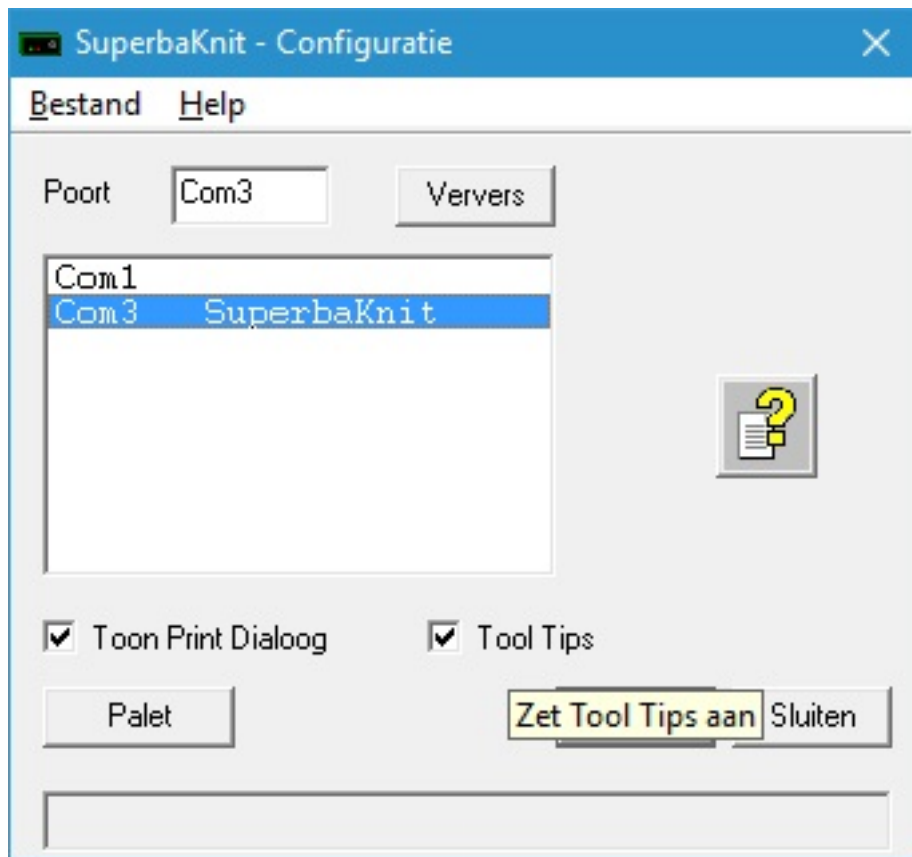 SuperbaKnit - Configuratie
Bestand Help
Poort Com3 Ververs
Com1
Com3 SuperbaKnit
Toon Print Dialoog Tool Tips
Palet Zet Tool Tips aan Sluiten